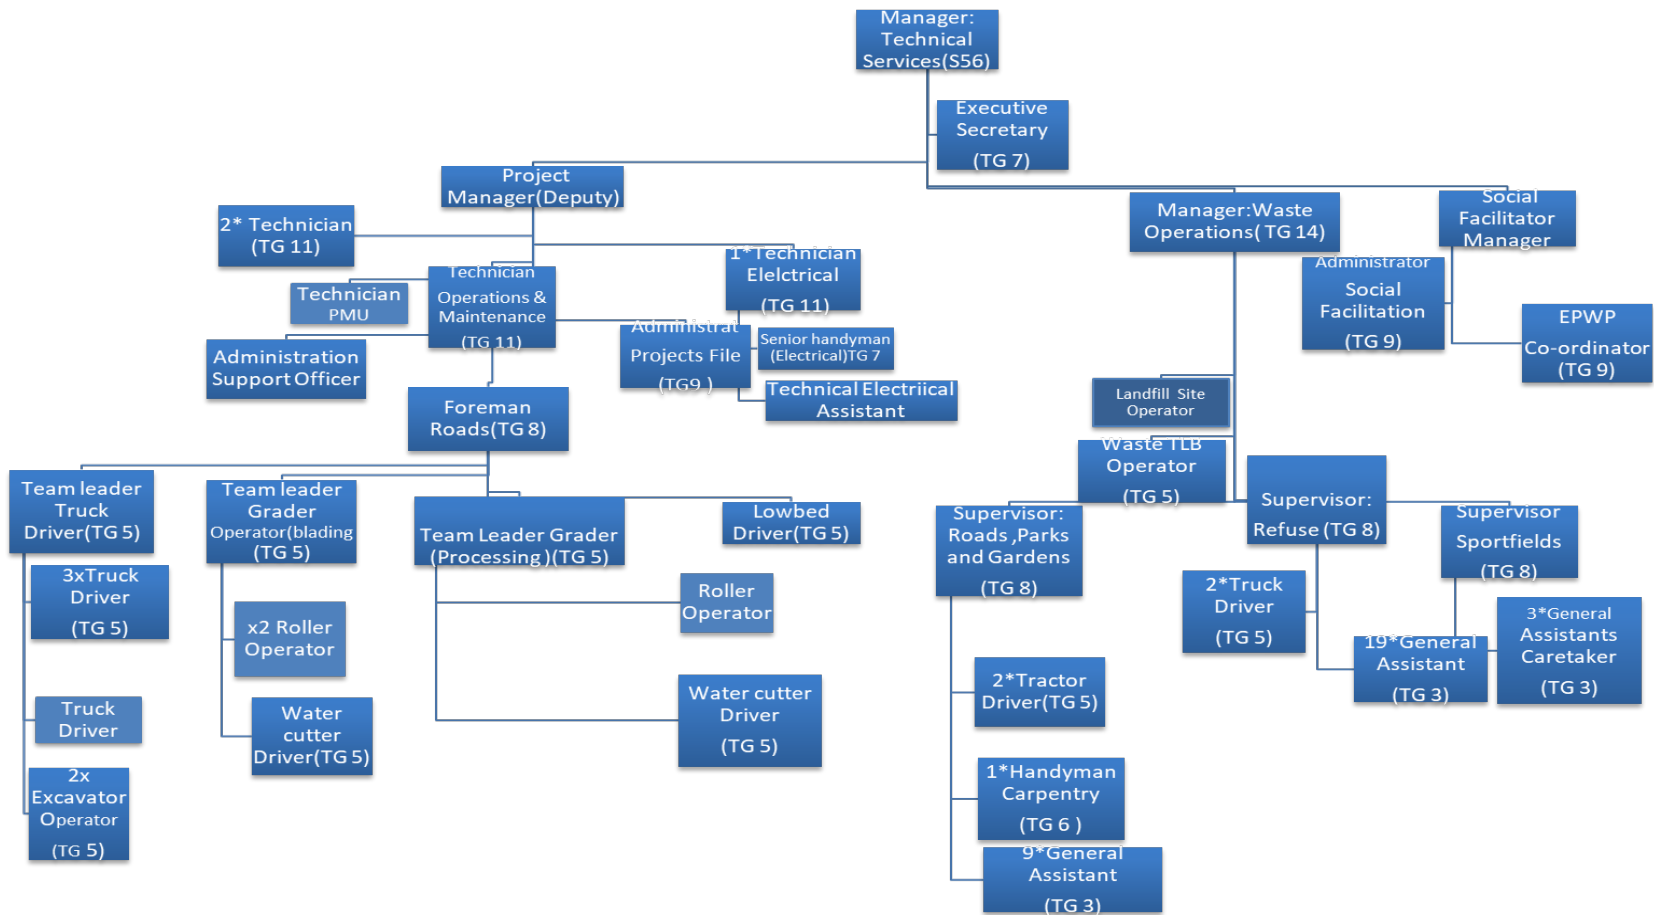 Manager:
Technical
Services(S56)
Executive
Secretary
(TG 7)
Project
Manager(Deputy)
2* Technician
(TG 11)
Technician
PMU
Technician
Operations &
Maintenance
(TG 11)
Administration
Support Officer
1*Technician
Elelctrical
(TG 11)
Administrat
Projects File
(TG9 )
Senior handyman
(Electrical)TG 7
Technical Electriical
Assistant
Manager:Waste
Operations( TG 14)
Social
Facilitator
Manager
Administrator
Social
Facilitation
(TG 9)
EPWP
Co-ordinator
(TG 9)
Foreman
Roads(TG 8)
Team leader
Truck
Driver(TG 5)
3xTruck
Driver
(TG 5)
Truck
Driver
2x
Excavator
Operator
(TG 5)
Team leader
Grader
Operator(blading
(TG 5)
x2 Roller
Operator
Water
cutter
Driver(TG 5)
Team Leader Grader
(Processing )(TG 5)
Lowbed
Driver(TG 5)
Roller
Operator
Water cutter
Driver
(TG 5)
Landfill Site
Operator
Waste TLB
Operator
(TG 5)
Supervisor:
Roads ,Parks
and Gardens
(TG 8)
2*Tractor
Driver(TG 5)
1*Handyman
Carpentry
(TG 6 )
9*General
Assistant
(TG 3)
Supervisor:
Refuse (TG 8)
2*Truck
Driver
(TG 5)
19*General
Assistant
(TG 3)
Supervisor
Sportfields
(TG 8)
3*General
Assistants
Caretaker
(TG 3)